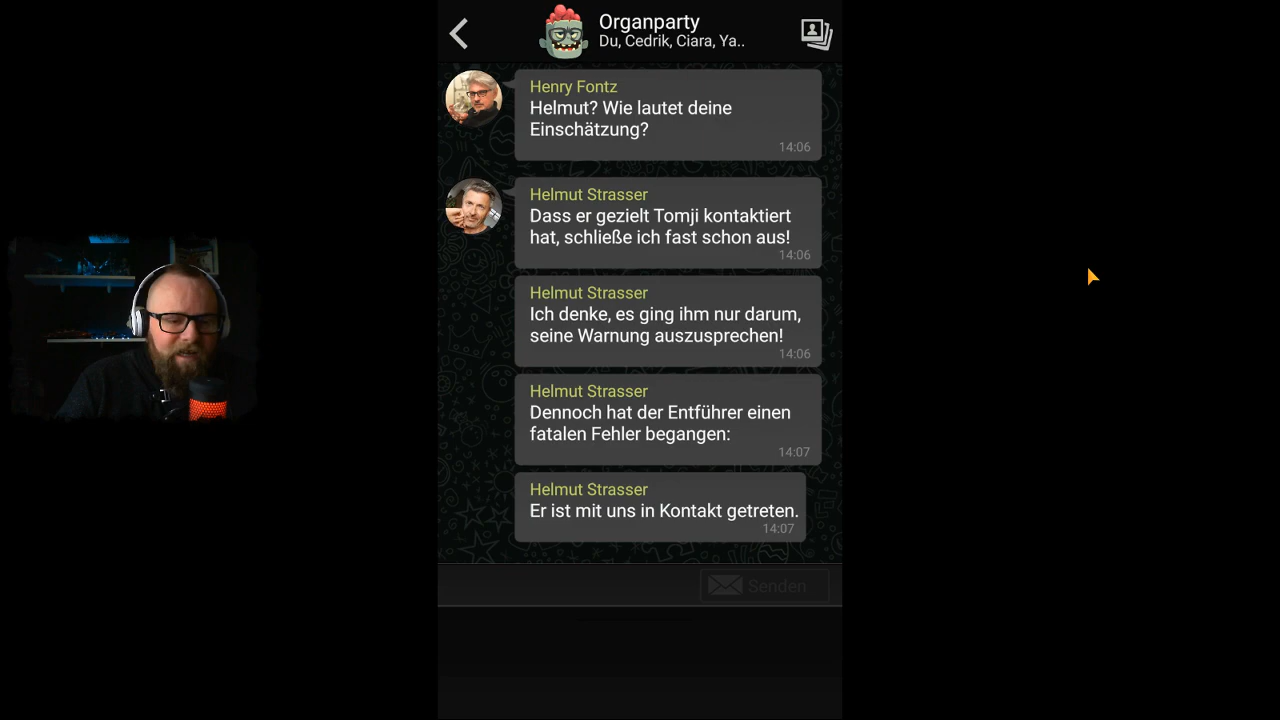 Organparty
Du, Cedrik, Ciara, Ya..
Henry Fontz
Helmut? Wie lautet deine
Einschätzung?
14:06
Helmut Strasser
Dass er gezielt Tomji kontaktiert
hat, schließe ich fast schon aus!
14:06
Helmut Strasser
Ich denke, es ging ihm nur darum,
seine Warnung auszusprechen!
14:06
Helmut Strasser
Dennoch hat der Entführer einen
fatalen Fehler begangen:
14:07
Helmut Strasser
Er ist mit uns in Kontakt getreten.
14:07
Senden